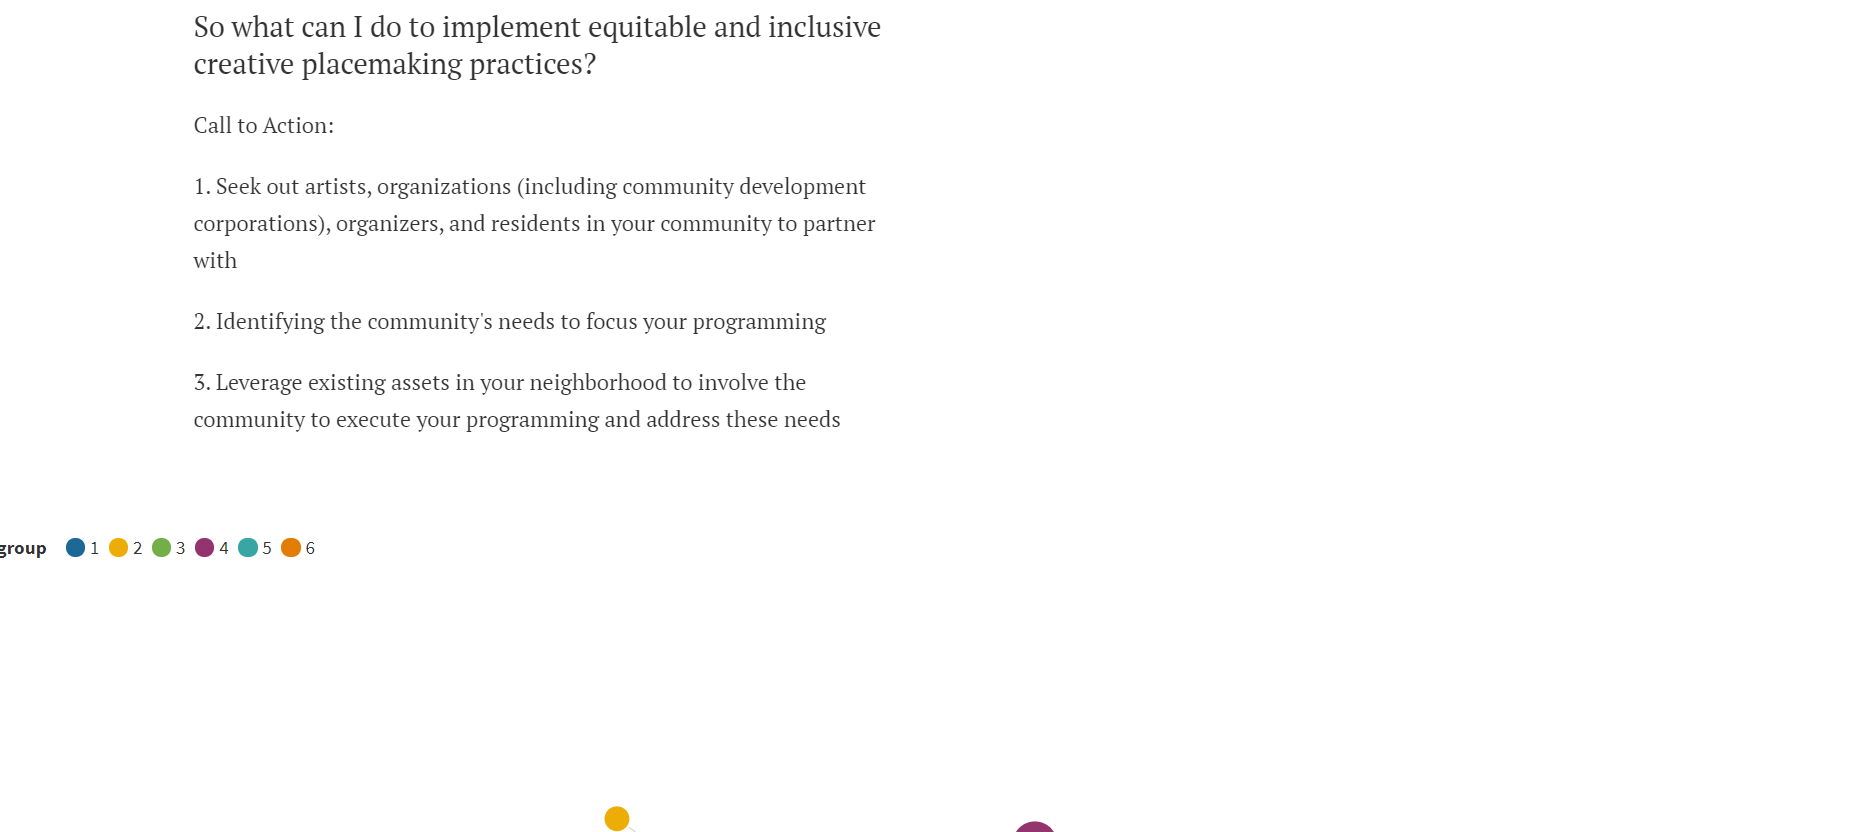 So what can I do to implement equitable and inclusive
creative placemaking practices?
Call to Action:
1. Seek out artists, organizations (including community development
corporations), organizers, and residents in your community to partner
with
2. Identifying the community's needs to focus your programming
3. Leverage existing assets in your neighborhood to involve the
community to execute your programming and address these needs
group 1 2 3 4 5 6